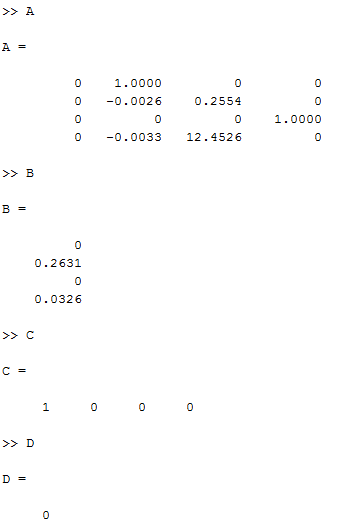 >> A
A =
0 1.0000 0 0
0 -0.0026 0.2554 0
0 0 0 1.0000
0 -0.0033 12.4526 0
>> B
B =
0
0.2631
0
0.0326
>> C
C =
1 0 0 0
>> D
D =
0